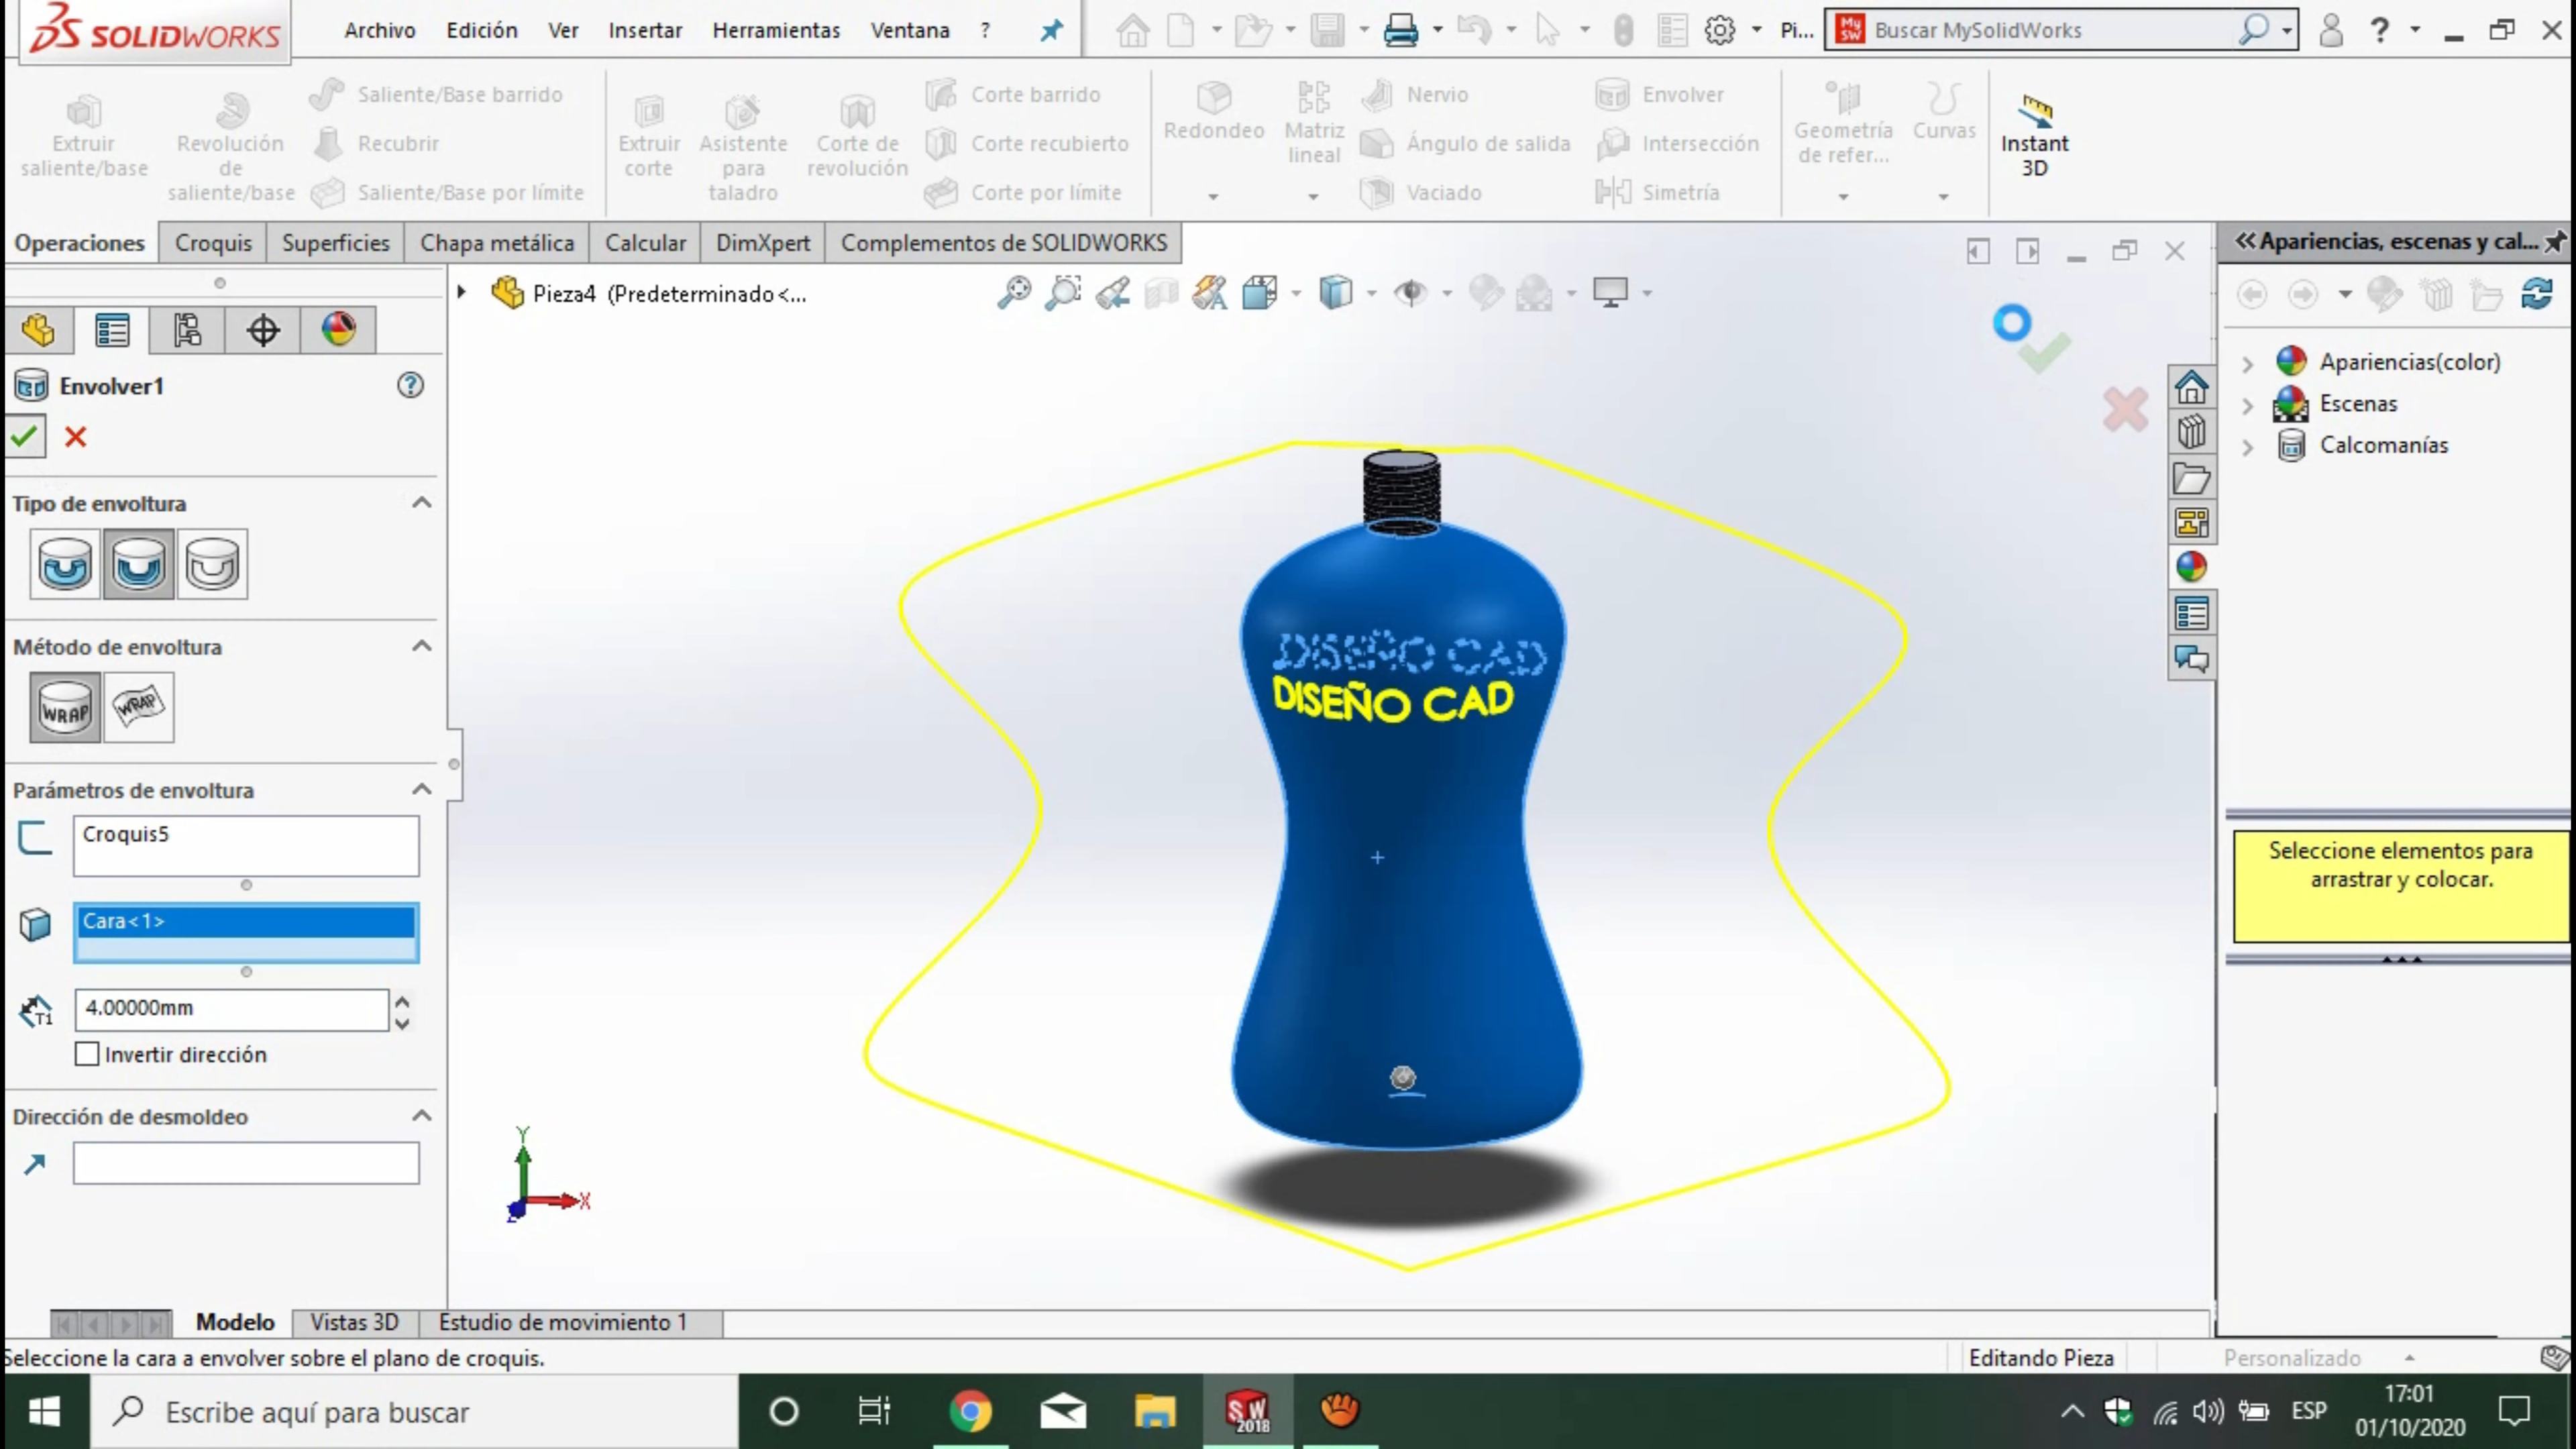 SOLIDWORKS
Archivo Edición Ver Insertar Herramientas Ventana ?
Pi...
My SW Buscar MySolidWorks
?
Extruir saliente/base
Revolución de saliente/base
Saliente/Base barrido
Recubrir
Saliente/Base por límite
Extruir corte
Asistente para taladro
Corte de revolución
Corte barrido
Corte recubierto
Corte por límite
Redondeo
Matriz lineal
Nervio
Ángulo de salida
Vaciado
Envolver
Intersección
Simetría
Geometría de refer...
Curvas
Instant 3D
Operaciones Croquis Superficies Chapa metálica Calcular DimXpert Complementos de SOLIDWORKS
Pieza4 (Predeterminado<...
Envolver1
Tipo de envoltura
Método de envoltura
WRAP WRAP
Parámetros de envoltura
Croquis5
Cara<1>
T1 4.00000mm
Invertir dirección
Dirección de desmoldeo
DISEÑO CAD
DISEÑO CAD
Y
X
Z
Apariencias, escenas y cal...
Apariencias(color)
Escenas
Calcomanías
Seleccione elementos para
arrastrar y colocar.
Modelo Vistas 3D Estudio de movimiento 1
Seleccione la cara a envolver sobre el plano de croquis.
Editando Pieza
Personalizado
Escribe aquí para buscar
SW 2018
ESP
17:01
01/10/2020